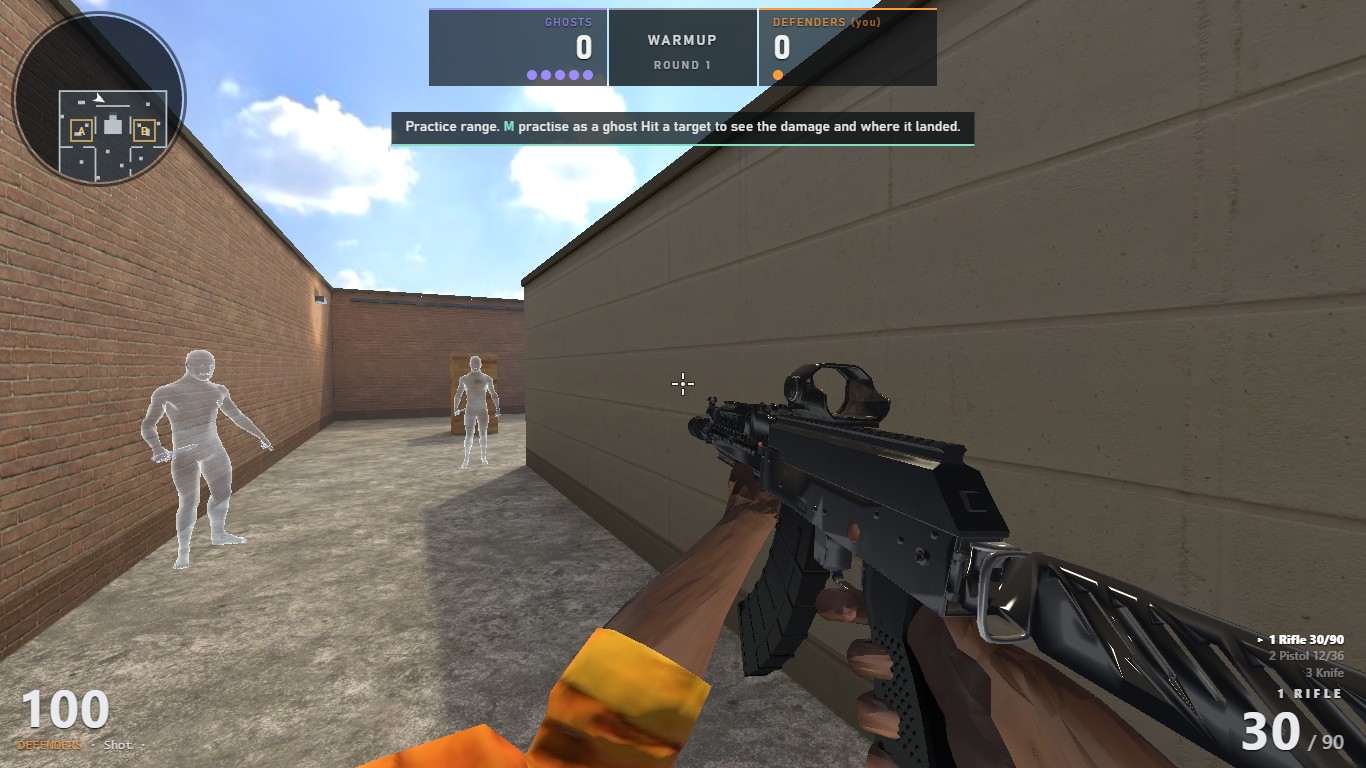 GHOSTS
0
WARMUP
ROUND 1
DEFENDERS (you)
0
A
B
Practice range. M practise as a ghost Hit a target to see the damage and where it landed.
▸ 1 Rifle 30/90
2 Pistol 12/36
3 Knife
1 RIFLE
30 / 90
100
DEFENDERS · Shot ·